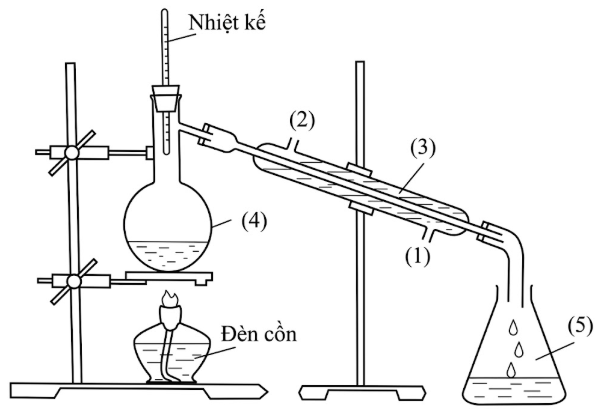 Nhiệt kế
(2)
(3)
(4)
(1)
(5)
Đèn cồn